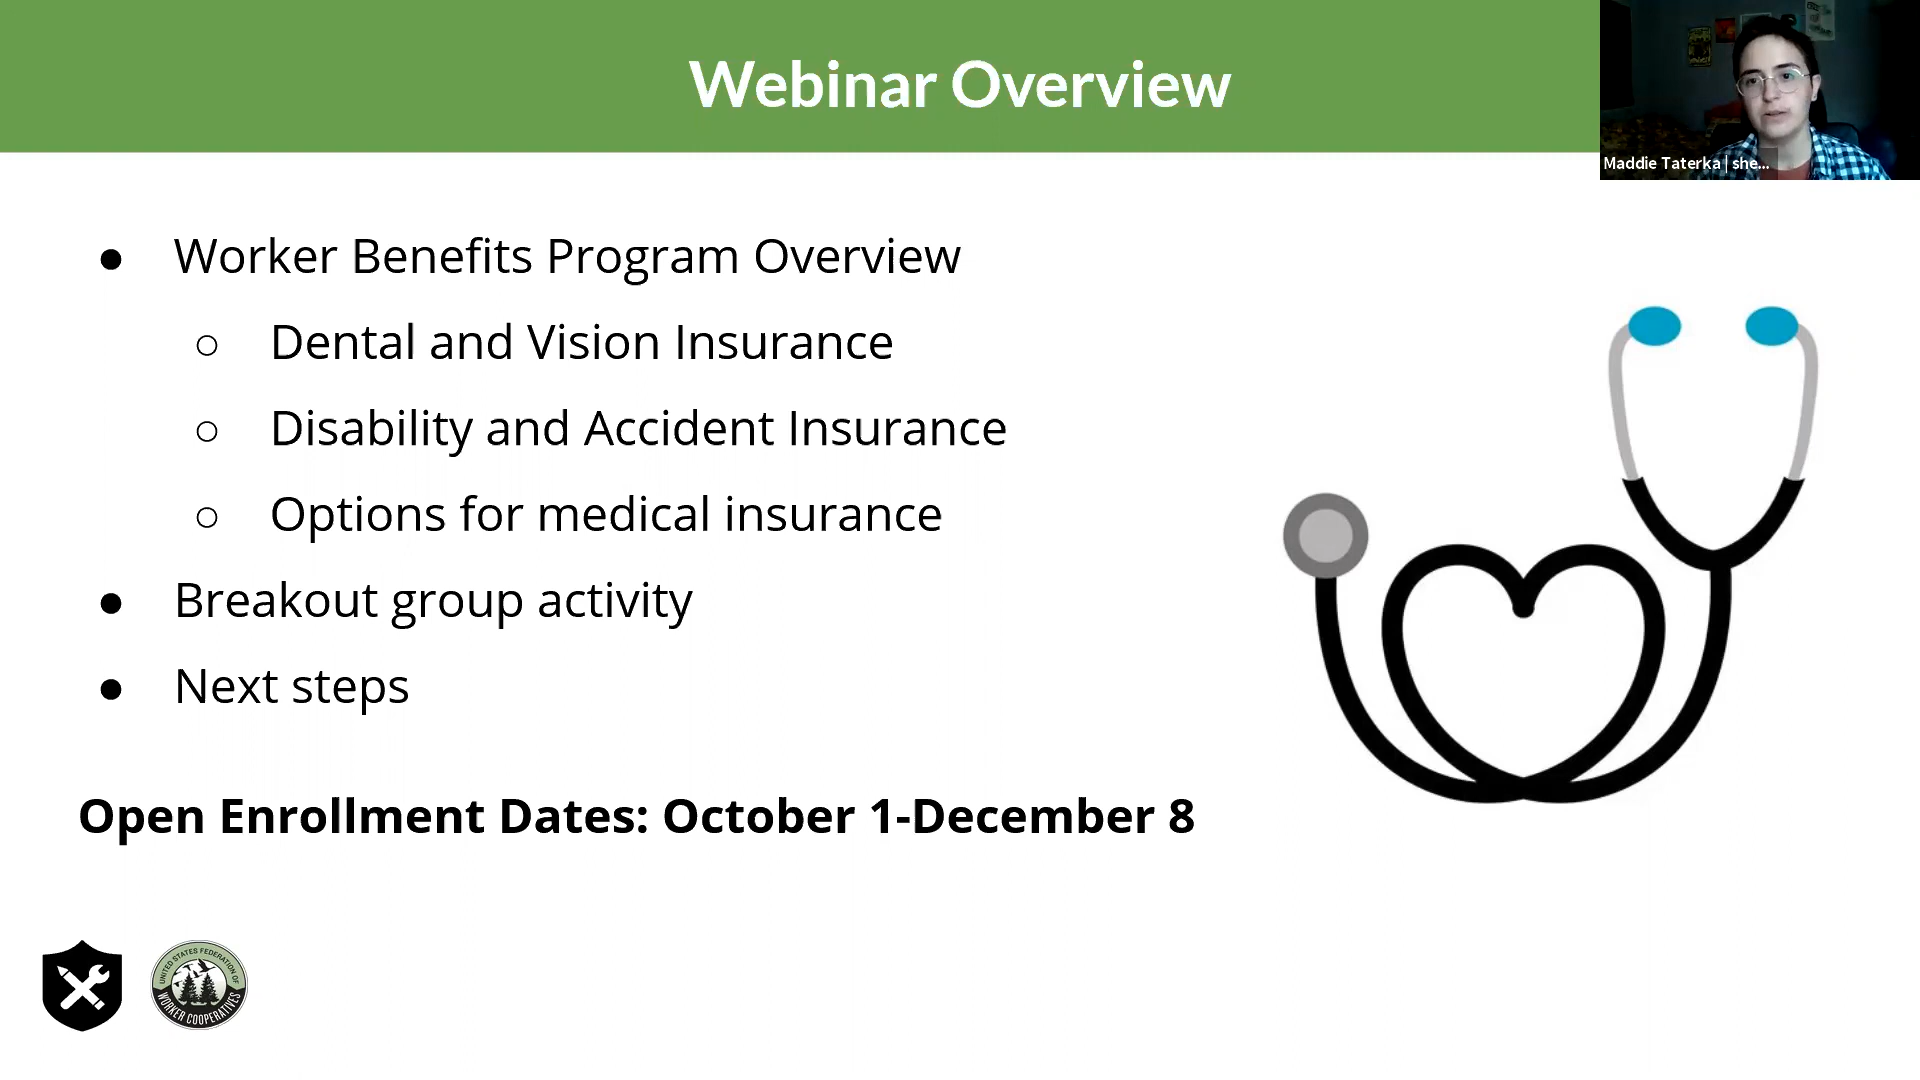 Webinar Overview
Maddie Taterka | she...
● Worker Benefits Program Overview
○ Dental and Vision Insurance
○ Disability and Accident Insurance
○ Options for medical insurance
● Breakout group activity
● Next steps
Open Enrollment Dates: October 1-December 8
UNITED STATES FEDERATION OF
WORKER COOPERATIVES